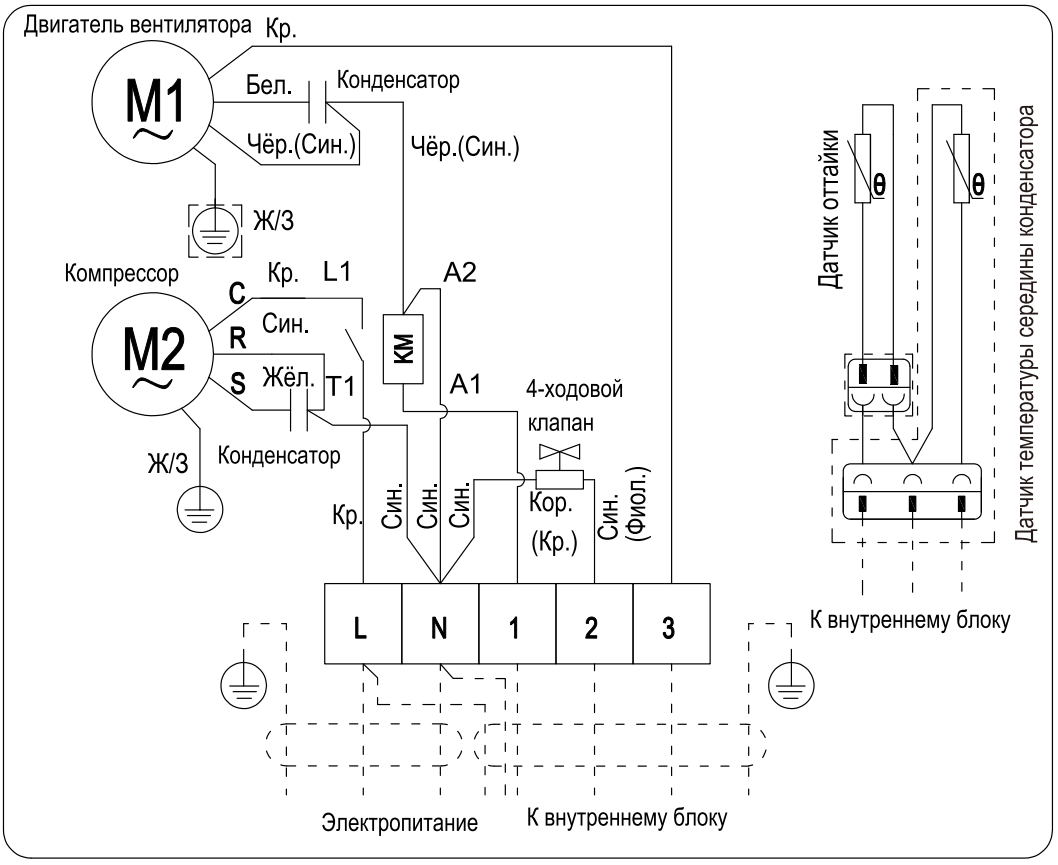 Двигатель вентилятора
Кр.
M1
~
Бел.
Конденсатор
Чёр.(Син.)
Чёр.(Син.)
Ж/З
Компрессор
C
Кр.
L1
A2
R
Син.
M2
~
S
Жёл.
T1
КМ
A1
4-ходовой
клапан
Ж/З
Конденсатор
Кр.
Син.
Син.
Син.
Кор.
(Кр.)
Син.
(Фиол.)
L
N
1
2
3
Электропитание
К внутреннему блоку
Датчик оттайки
θ
θ
Датчик температуры середины конденсатора
К внутреннему блоку